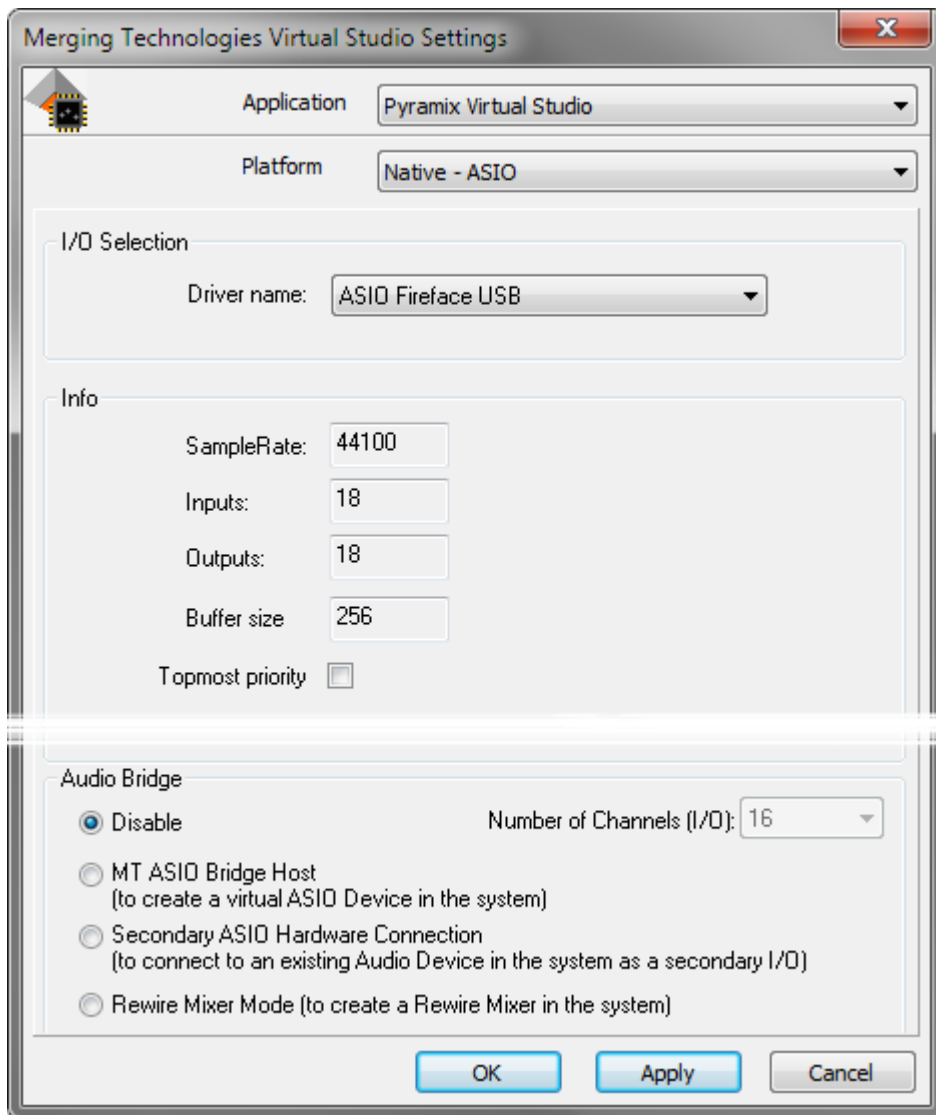 Merging Technologies Virtual Studio Settings
Application Pyramix Virtual Studio
Platform Native - ASIO
I/O Selection
Driver name: ASIO Fireface USB
Info
SampleRate: 44100
Inputs: 18
Outputs: 18
Buffer size 256
Topmost priority
Audio Bridge
Disable Number of Channels (I/O): 16
MT ASIO Bridge Host
(to create a virtual ASIO Device in the system)
Secondary ASIO Hardware Connection
(to connect to an existing Audio Device in the system as a secondary I/O)
Rewire Mixer Mode (to create a Rewire Mixer in the system)
OK Apply Cancel